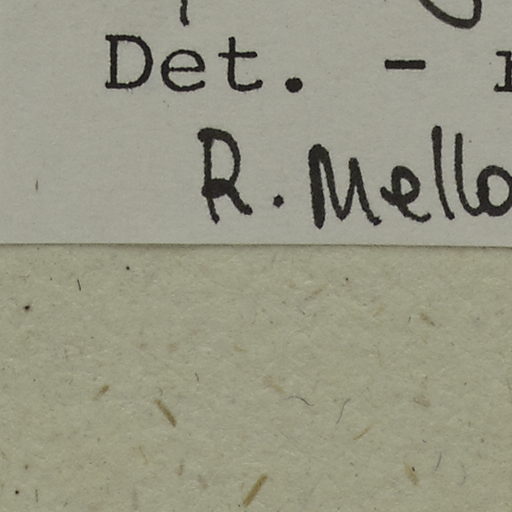 Det. -
R. Mello